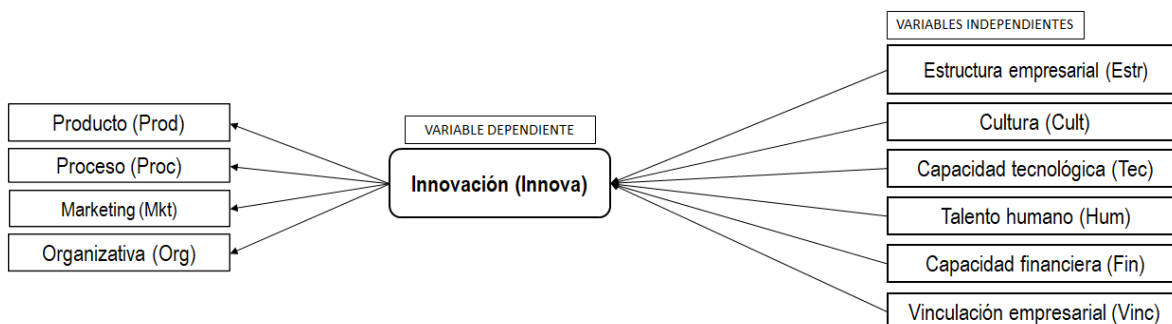 VARIABLES INDEPENDIENTES
Estructura empresarial (Estr)
Producto (Prod)
VARIABLE DEPENDIENTE
Cultura (Cult)
Proceso (Proc)
Innovación (Innova)
Capacidad tecnológica (Tec)
Marketing (Mkt)
Talento humano (Hum)
Organizativa (Org)
Capacidad financiera (Fin)
Vinculación empresarial (Vinc)